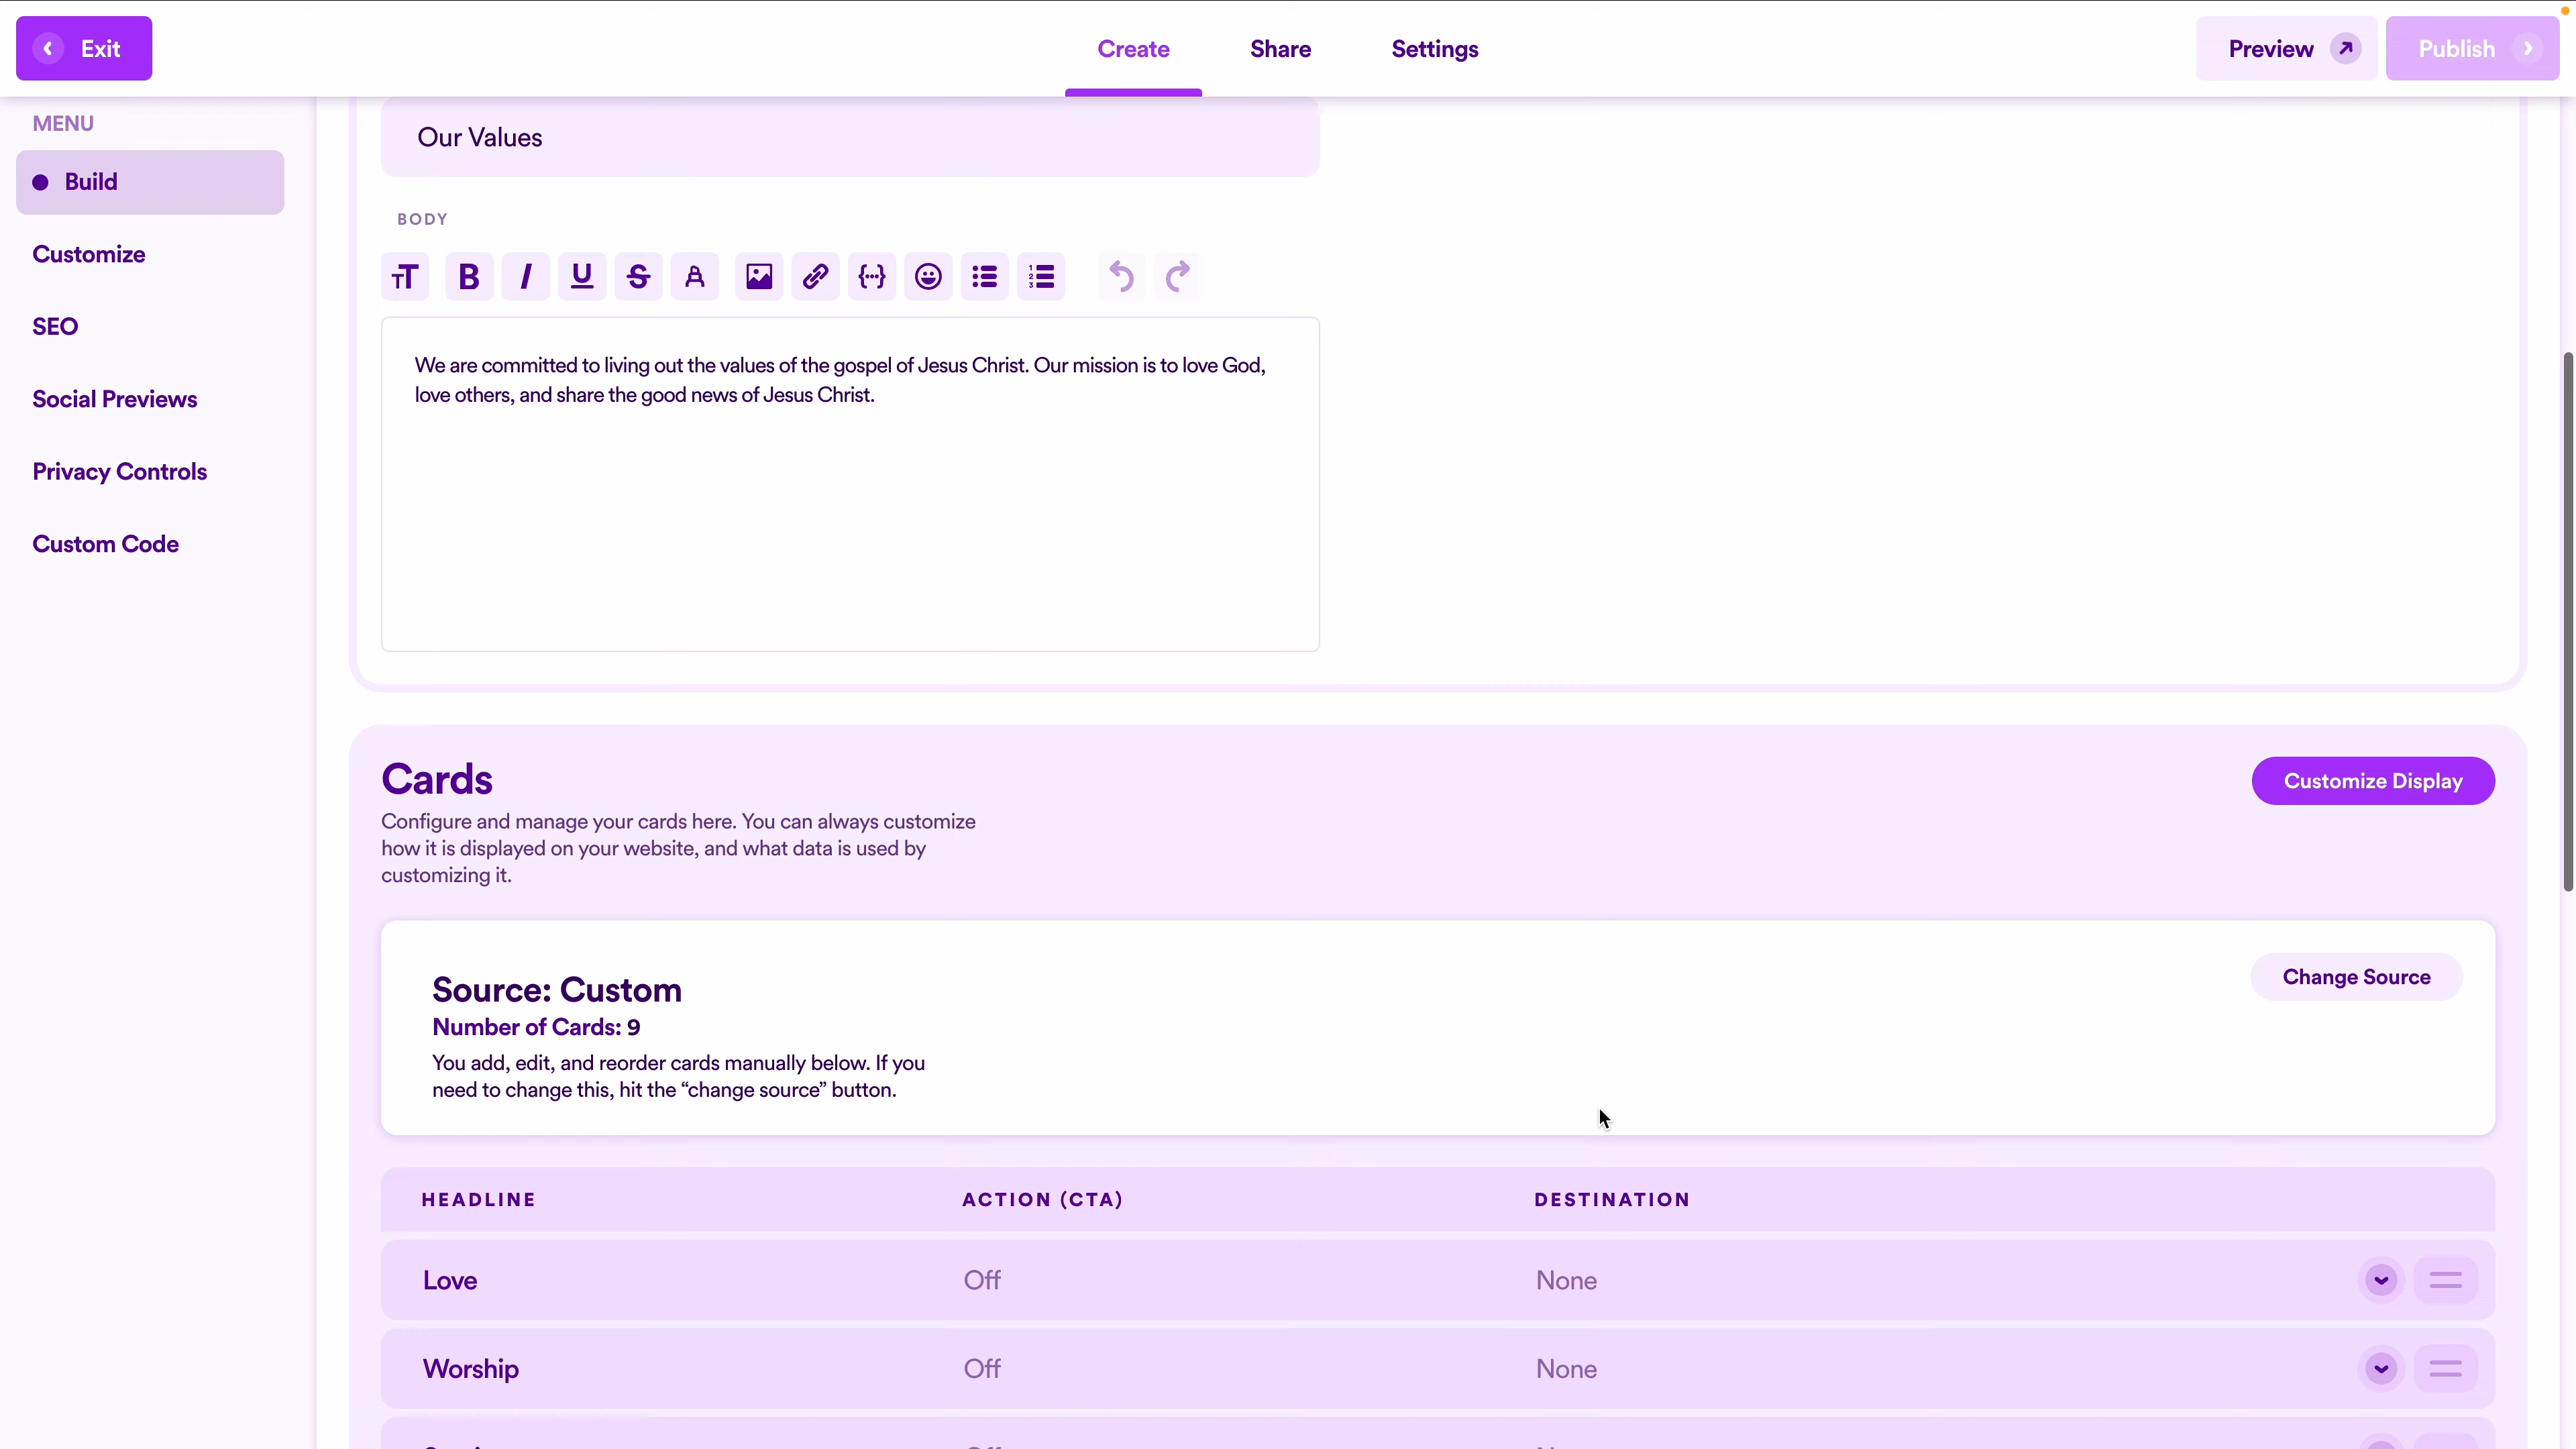 Exit
Create
Share
Settings
Preview
Publish
MENU
Build
Customize
SEO
Social Previews
Privacy Controls
Custom Code
Our Values
BODY
We are committed to living out the values of the gospel of Jesus Christ. Our mission is to love God,
love others, and share the good news of Jesus Christ.
Cards
Configure and manage your cards here. You can always customize
how it is displayed on your website, and what data is used by
customizing it.
Customize Display
Source: Custom
Number of Cards: 9
You add, edit, and reorder cards manually below. If you
need to change this, hit the “change source” button.
Change Source
HEADLINE ACTION (CTA) DESTINATION
Love Off None
Worship Off None